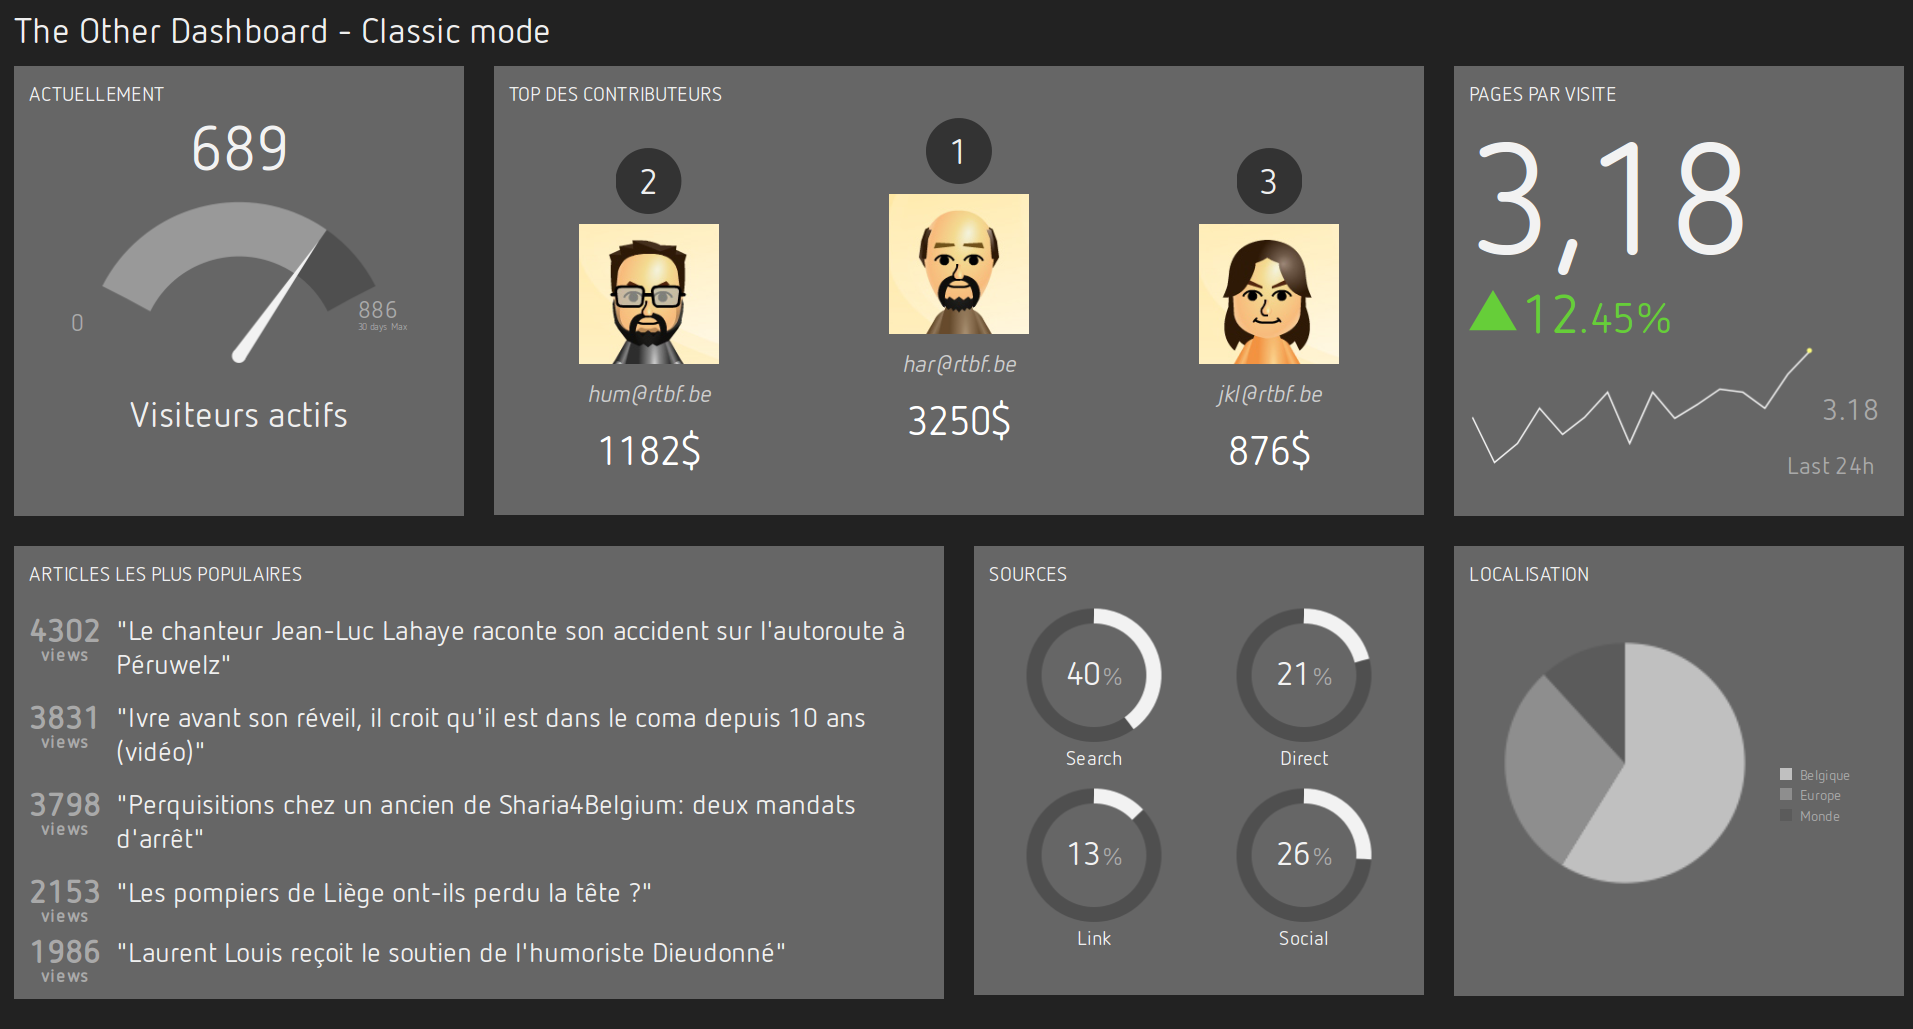 The Other Dashboard - Classic mode
ACTUELLEMENT
689
0
886
30 days Max
Visiteurs actifs
TOP DES CONTRIBUTEURS
2
hum@rtbf.be
1182$
1
har@rtbf.be
3250$
3
jkl@rtbf.be
876$
PAGES PAR VISITE
3,18
12.45%
3.18
Last 24h
ARTICLES LES PLUS POPULAIRES
4302 "Le chanteur Jean-Luc Lahaye raconte son accident sur l'autoroute à
views Péruwelz"
3831 "Ivre avant son réveil, il croit qu'il est dans le coma depuis 10 ans
views (vidéo)"
3798 "Perquisitions chez un ancien de Sharia4Belgium: deux mandats
views d'arrêt"
2153 "Les pompiers de Liège ont-ils perdu la tête ?"
views
1986 "Laurent Louis reçoit le soutien de l'humoriste Dieudonné"
views
SOURCES
40%
Search
21%
Direct
13%
Link
26%
Social
LOCALISATION
Belgique
Europe
Monde